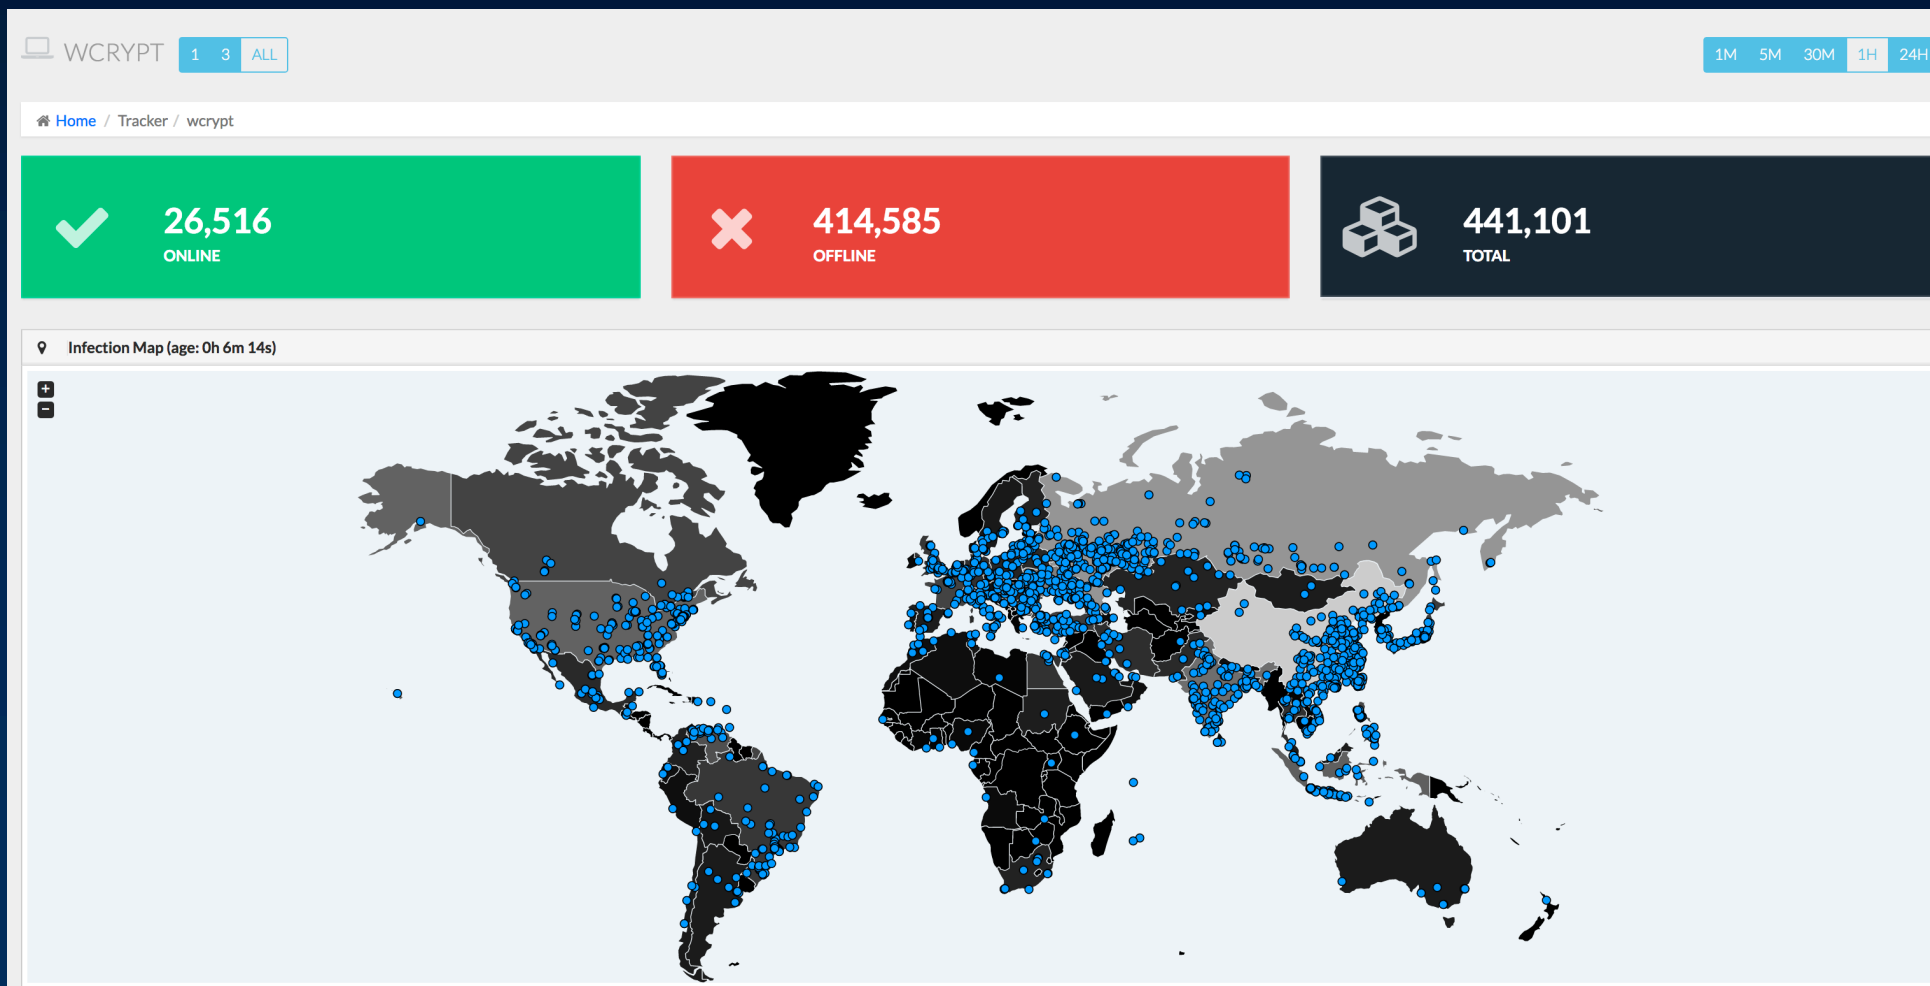 WCRYPT 1 3 ALL
1M 5M 30M 1H 24H
Home / Tracker / wcrypt
26,516
ONLINE
414,585
OFFLINE
441,101
TOTAL
Infection Map (age: 0h 6m 14s)
+
-